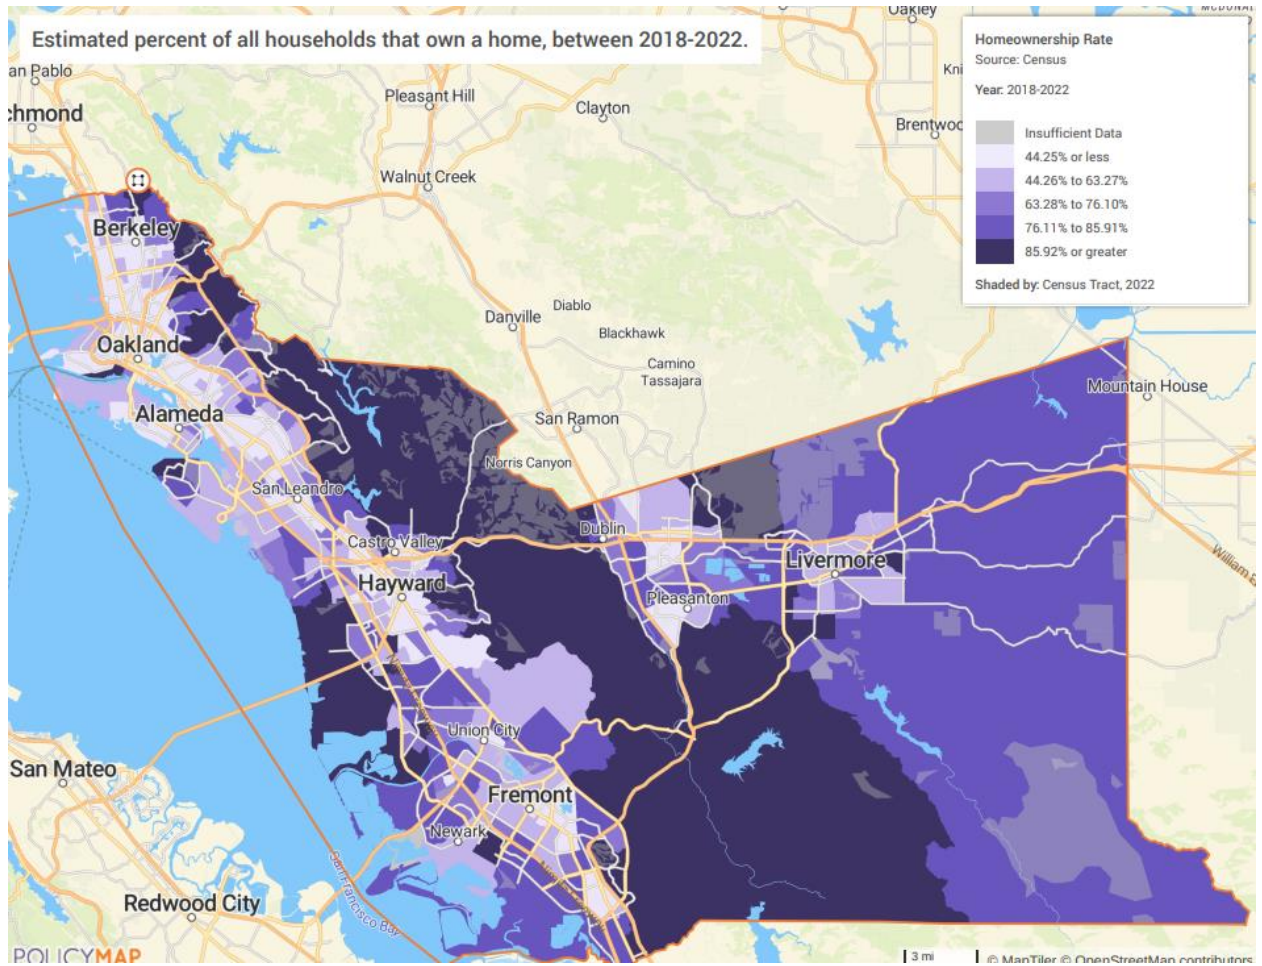 Estimated percent of all households that own a home, between 2018-2022.
Oakley
Homeownership Rate
Source: Census
Year: 2018-2022
Insufficient Data
44.25% or less
44.26% to 63.27%
63.28% to 76.10%
76.11% to 85.91%
85.92% or greater
Shaded by: Census Tract, 2022
an Pablo
chmond
Pleasant Hill
Clayton
Kni
Brentwoo
Walnut Creek
Berkeley
Diablo
Danville
Blackhawk
Oakland
Camino
Tassajara
Mountain House
Alameda
San Ramon
Norris Canyon
San Leandro
Dublin
Castro Valley
Livermore
Hayward
Pleasanton
Union City
San Mateo
Fremont
Newark
Redwood City
San Francisco Bay
POLICYMAP
3 mi
© MapTiler © OpenStreetMap contributors